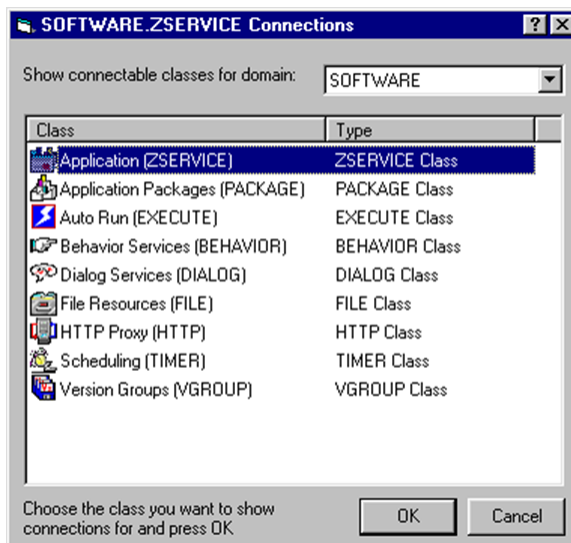 SOFTWARE.ZSERVICE Connections
Show connectable classes for domain: SOFTWARE
Class Type
Application (ZSERVICE) ZSERVICE Class
Application Packages (PACKAGE) PACKAGE Class
Auto Run (EXECUTE) EXECUTE Class
Behavior Services (BEHAVIOR) BEHAVIOR Class
Dialog Services (DIALOG) DIALOG Class
File Resources (FILE) FILE Class
HTTP Proxy (HTTP) HTTP Class
Scheduling (TIMER) TIMER Class
Version Groups (VGROUP) VGROUP Class
Choose the class you want to show
connections for and press OK
OK Cancel